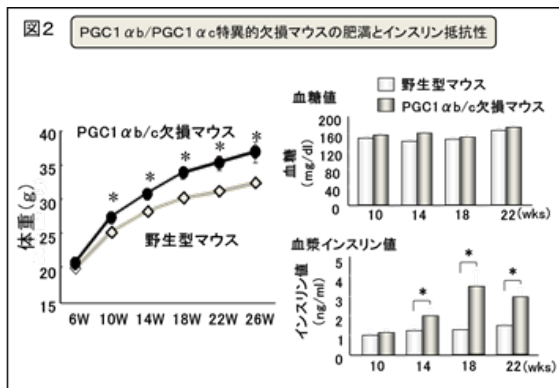 図2
PGC1αb/PGC1αc特異的欠損マウスの肥満とインスリン抵抗性
PGC1αb/c欠損マウス
野生型マウス
体重(g)
40
35
30
25
20
15
6W 10W 14W 18W 22W 26W
* * * * *
野生型マウス
PGC1αb/c欠損マウス
血糖値
血糖
(mg/dl)
200
160
120
80
40
0
10 14 18 22(wks)
血漿インスリン値
インスリン値
(ng/ml)
5
4
3
2
1
0
* * *
10 14 18 22(wks)